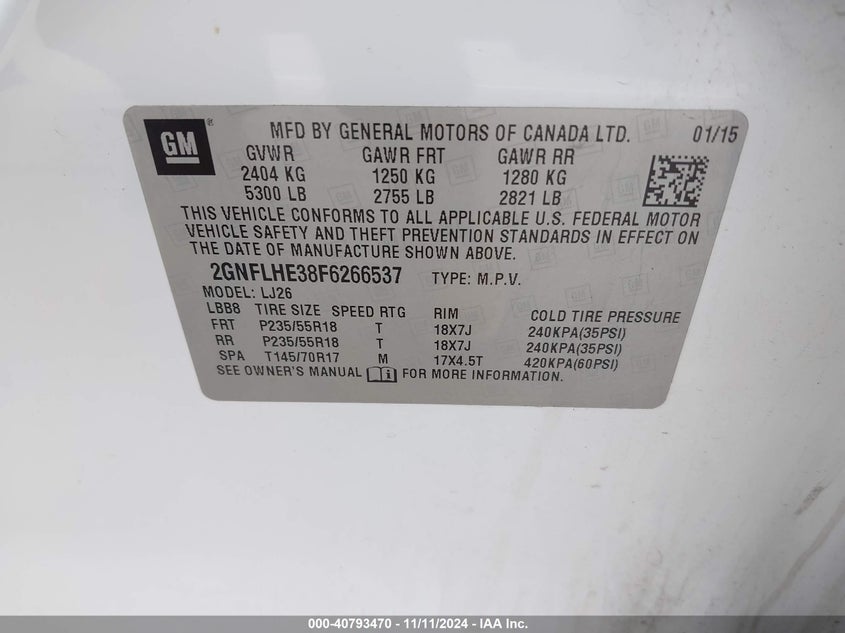 GM ® MFD BY GENERAL MOTORS OF CANADA LTD. 01/15
GVWR GAWR FRT GAWR RR
2404 KG 1250 KG 1280 KG
5300 LB 2755 LB 2821 LB
THIS VEHICLE CONFORMS TO ALL APPLICABLE U.S. FEDERAL MOTOR
VEHICLE SAFETY AND THEFT PREVENTION STANDARDS IN EFFECT ON
THE DATE OF MANUFACTURE SHOWN ABOVE.
2GNFLHE38F6266537 TYPE: M.P.V.
MODEL: LJ26
LBB8 TIRE SIZE SPEED RTG RIM COLD TIRE PRESSURE
FRT P235/55R18 T 18X7J 240KPA(35PSI)
RR P235/55R18 T 18X7J 240KPA(35PSI)
SPA T145/70R17 M 17X4.5T 420KPA(60PSI)
SEE OWNER'S MANUAL FOR MORE INFORMATION.
000-40793470 - 11/11/2024 - IAA Inc.